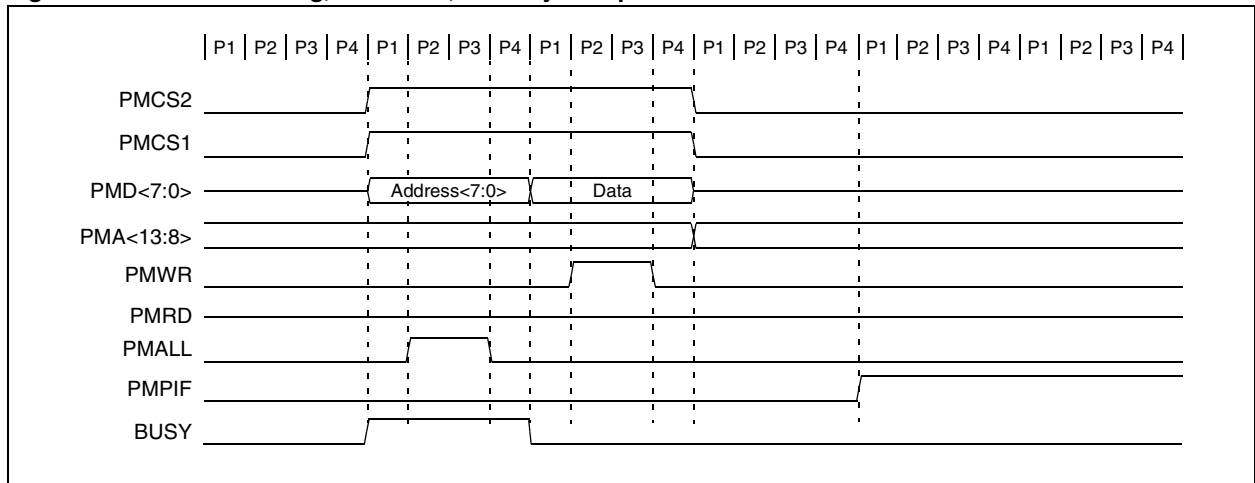 P1 P2 P3 P4 P1 P2 P3 P4 P1 P2 P3 P4 P1 P2 P3 P4 P1 P2 P3 P4 P1 P2 P3 P4
PMCS2
PMCS1
PMD<7:0> Address<7:0> Data
PMA<13:8>
PMWR
PMRD
PMALL
PMPIF
BUSY